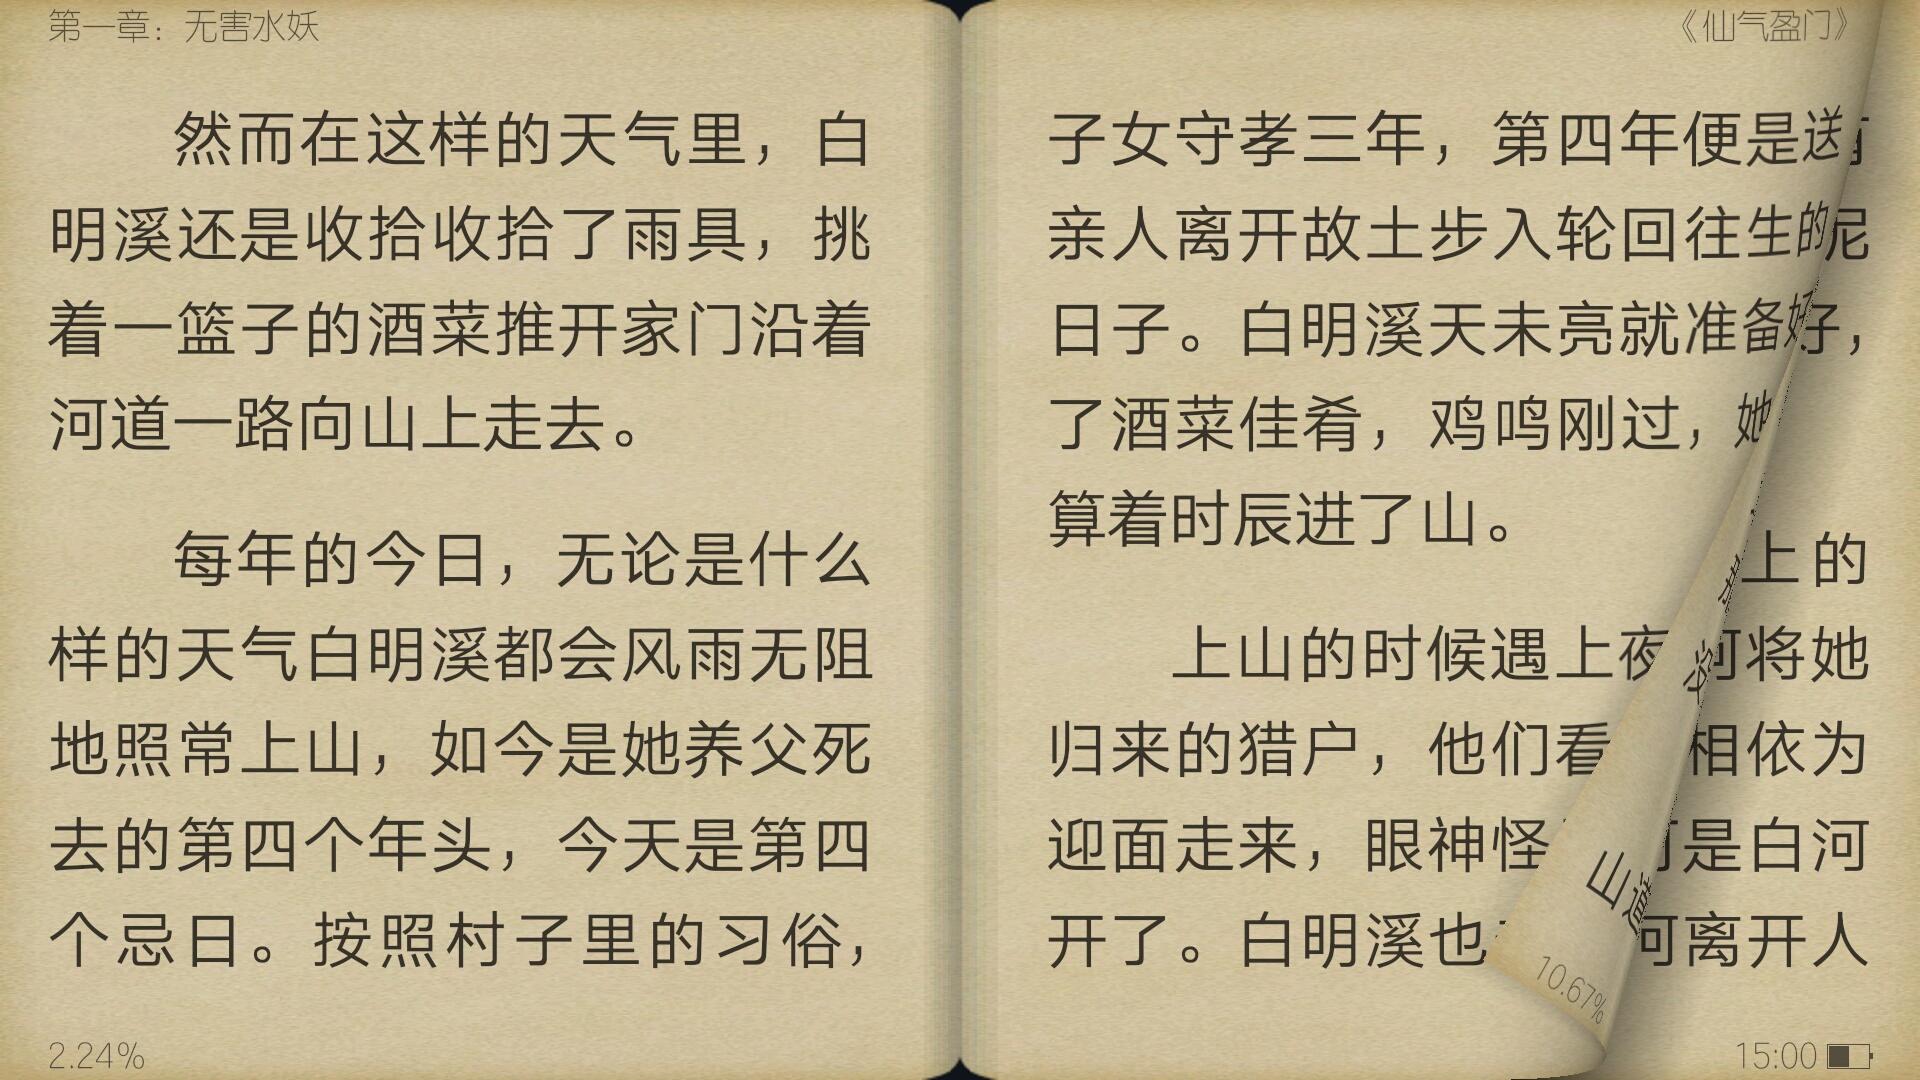 第一章：无害水妖
然而在这样的天气里，白
明溪还是收拾收拾了雨具，挑
着一篮子的酒菜推开家门沿着
河道一路向山上走去。
每年的今日，无论是什么
样的天气白明溪都会风雨无阻
地照常上山，如今是她养父死
去的第四个年头，今天是第四
个忌日。按照村子里的习俗，
2.24%
《仙气盈门》
子女守孝三年，第四年便是送
亲人离开故土步入轮回往生的
日子。白明溪天未亮就准备好
了酒菜佳肴，鸡鸣刚过，她
算着时辰进了山。
上山的时候遇上夜
归来的猎户，他们看
迎面走来，眼神怪
开了。白明溪也
尼
，
上的
将她
相依为
是白河
离开人
山道
10.67%
15:00